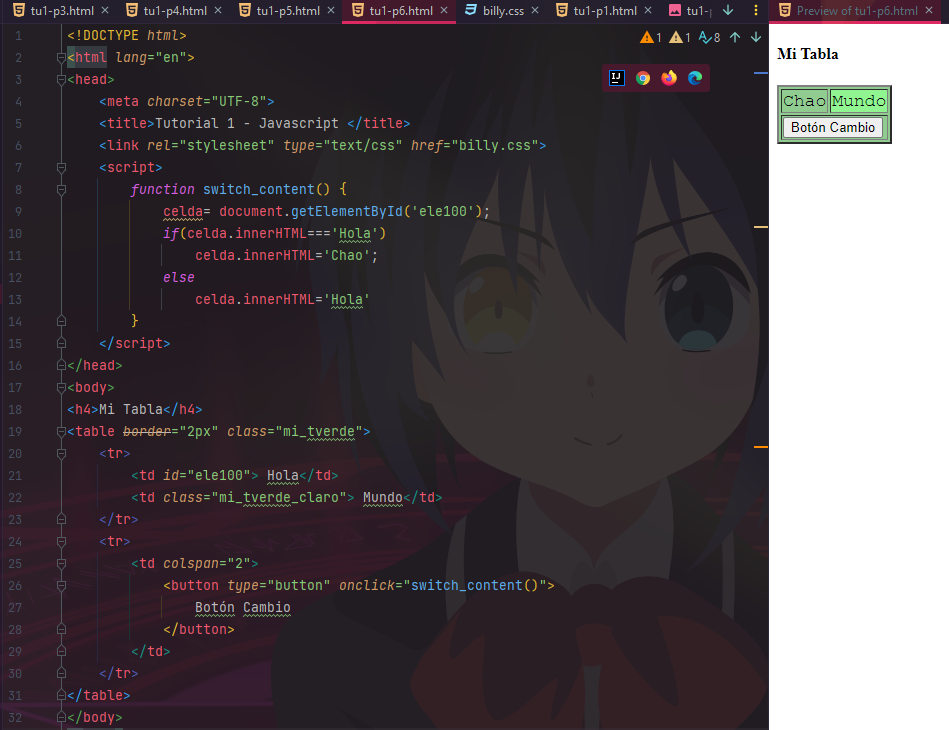 tu1-p3.html tu1-p4.html tu1-p5.html tu1-p6.html billy.css tu1-p1.html tu1-p Preview of tu1-p6.html
1 <!DOCTYPE html>
1 1 8
2 <html lang="en">
3 <head>
4 <meta charset="UTF-8">
5 <title>Tutorial 1 - Javascript </title>
6 <link rel="stylesheet" type="text/css" href="billy.css">
7 <script>
8 function switch_content() {
9 celda= document.getElementById('ele100');
10 if(celda.innerHTML==='Hola')
11 celda.innerHTML='Chao';
12 else
13 celda.innerHTML='Hola'
14 }
15 </script>
16 </head>
17 <body>
18 <h4>Mi Tabla</h4>
19 <table border="2px" class="mi_tverde">
20 <tr>
21 <td id="ele100"> Hola</td>
22 <td class="mi_tverde_claro"> Mundo</td>
23 </tr>
24 <tr>
25 <td colspan="2">
26 <button type="button" onclick="switch_content()">
27 Botón Cambio
28 </button>
29 </td>
30 </tr>
31 </table>
32 </body>
IJ
Mi Tabla
Chao Mundo
Botón Cambio